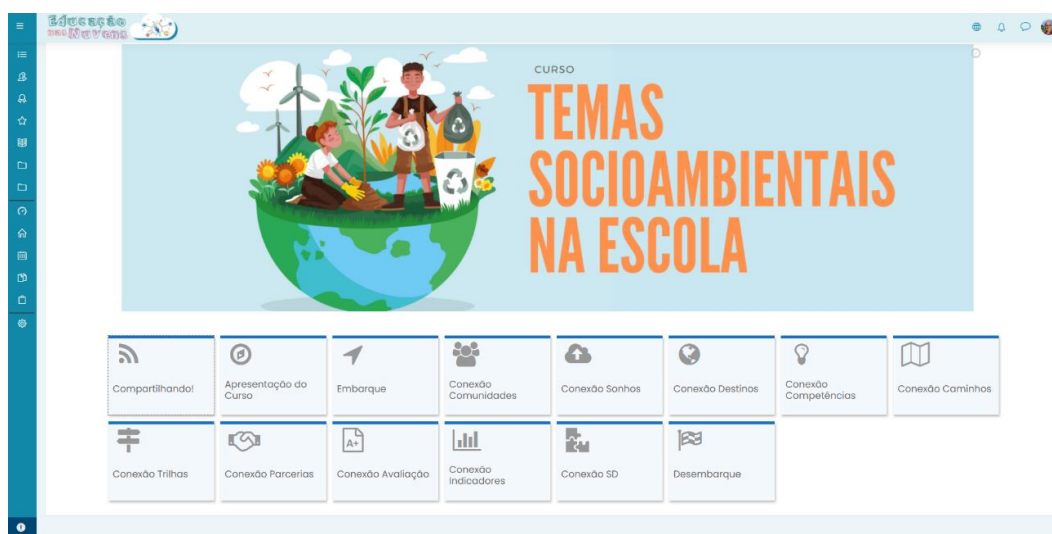 Educação
nas Nuvens
CURSO
TEMAS
SOCIOAMBIENTAIS
NA ESCOLA
Compartilhando!
Apresentação do
Curso
Embarque
Conexão
Comunidades
Conexão Sonhos
Conexão Destinos
Conexão
Competências
Conexão Caminhos
Conexão Trilhas
Conexão Parcerias
A+
Conexão Avaliação
Conexão
Indicadores
Conexão SD
Desembarque